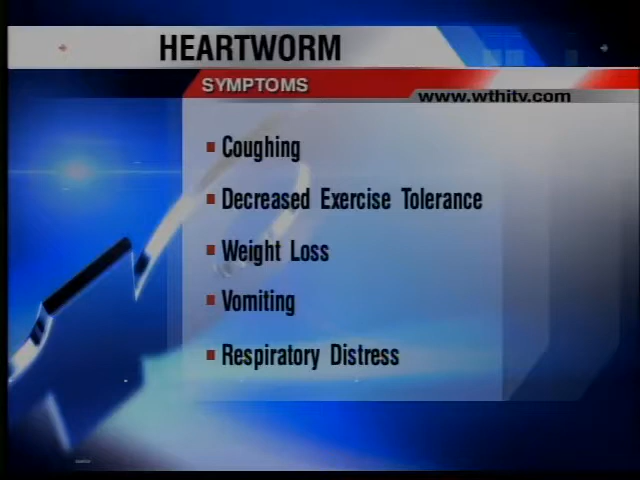 HEARTWORM
SYMPTOMS
www.wthitv.com
Coughing
Decreased Exercise Tolerance
Weight Loss
Vomiting
Respiratory Distress